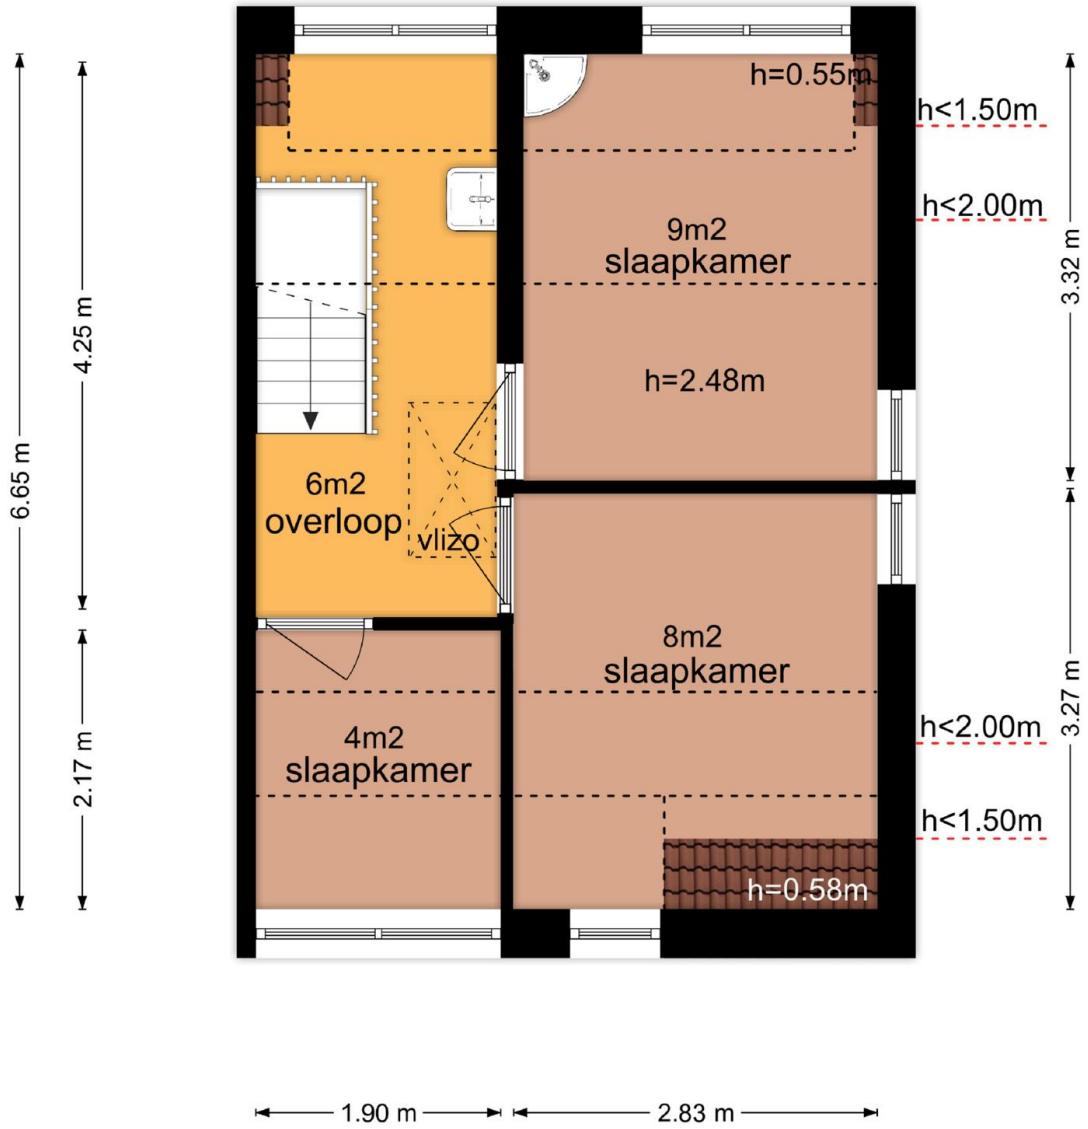 h=0.55m
h<1.50m
h<2.00m
9m2
slaapkamer
3.32 m
4.25 m
h=2.48m
6.65 m
6m2
overloop
vlizo
8m2
slaapkamer
3.27 m
h<2.00m
4m2
slaapkamer
2.17 m
h<1.50m
h=0.58m
1.90 m
2.83 m